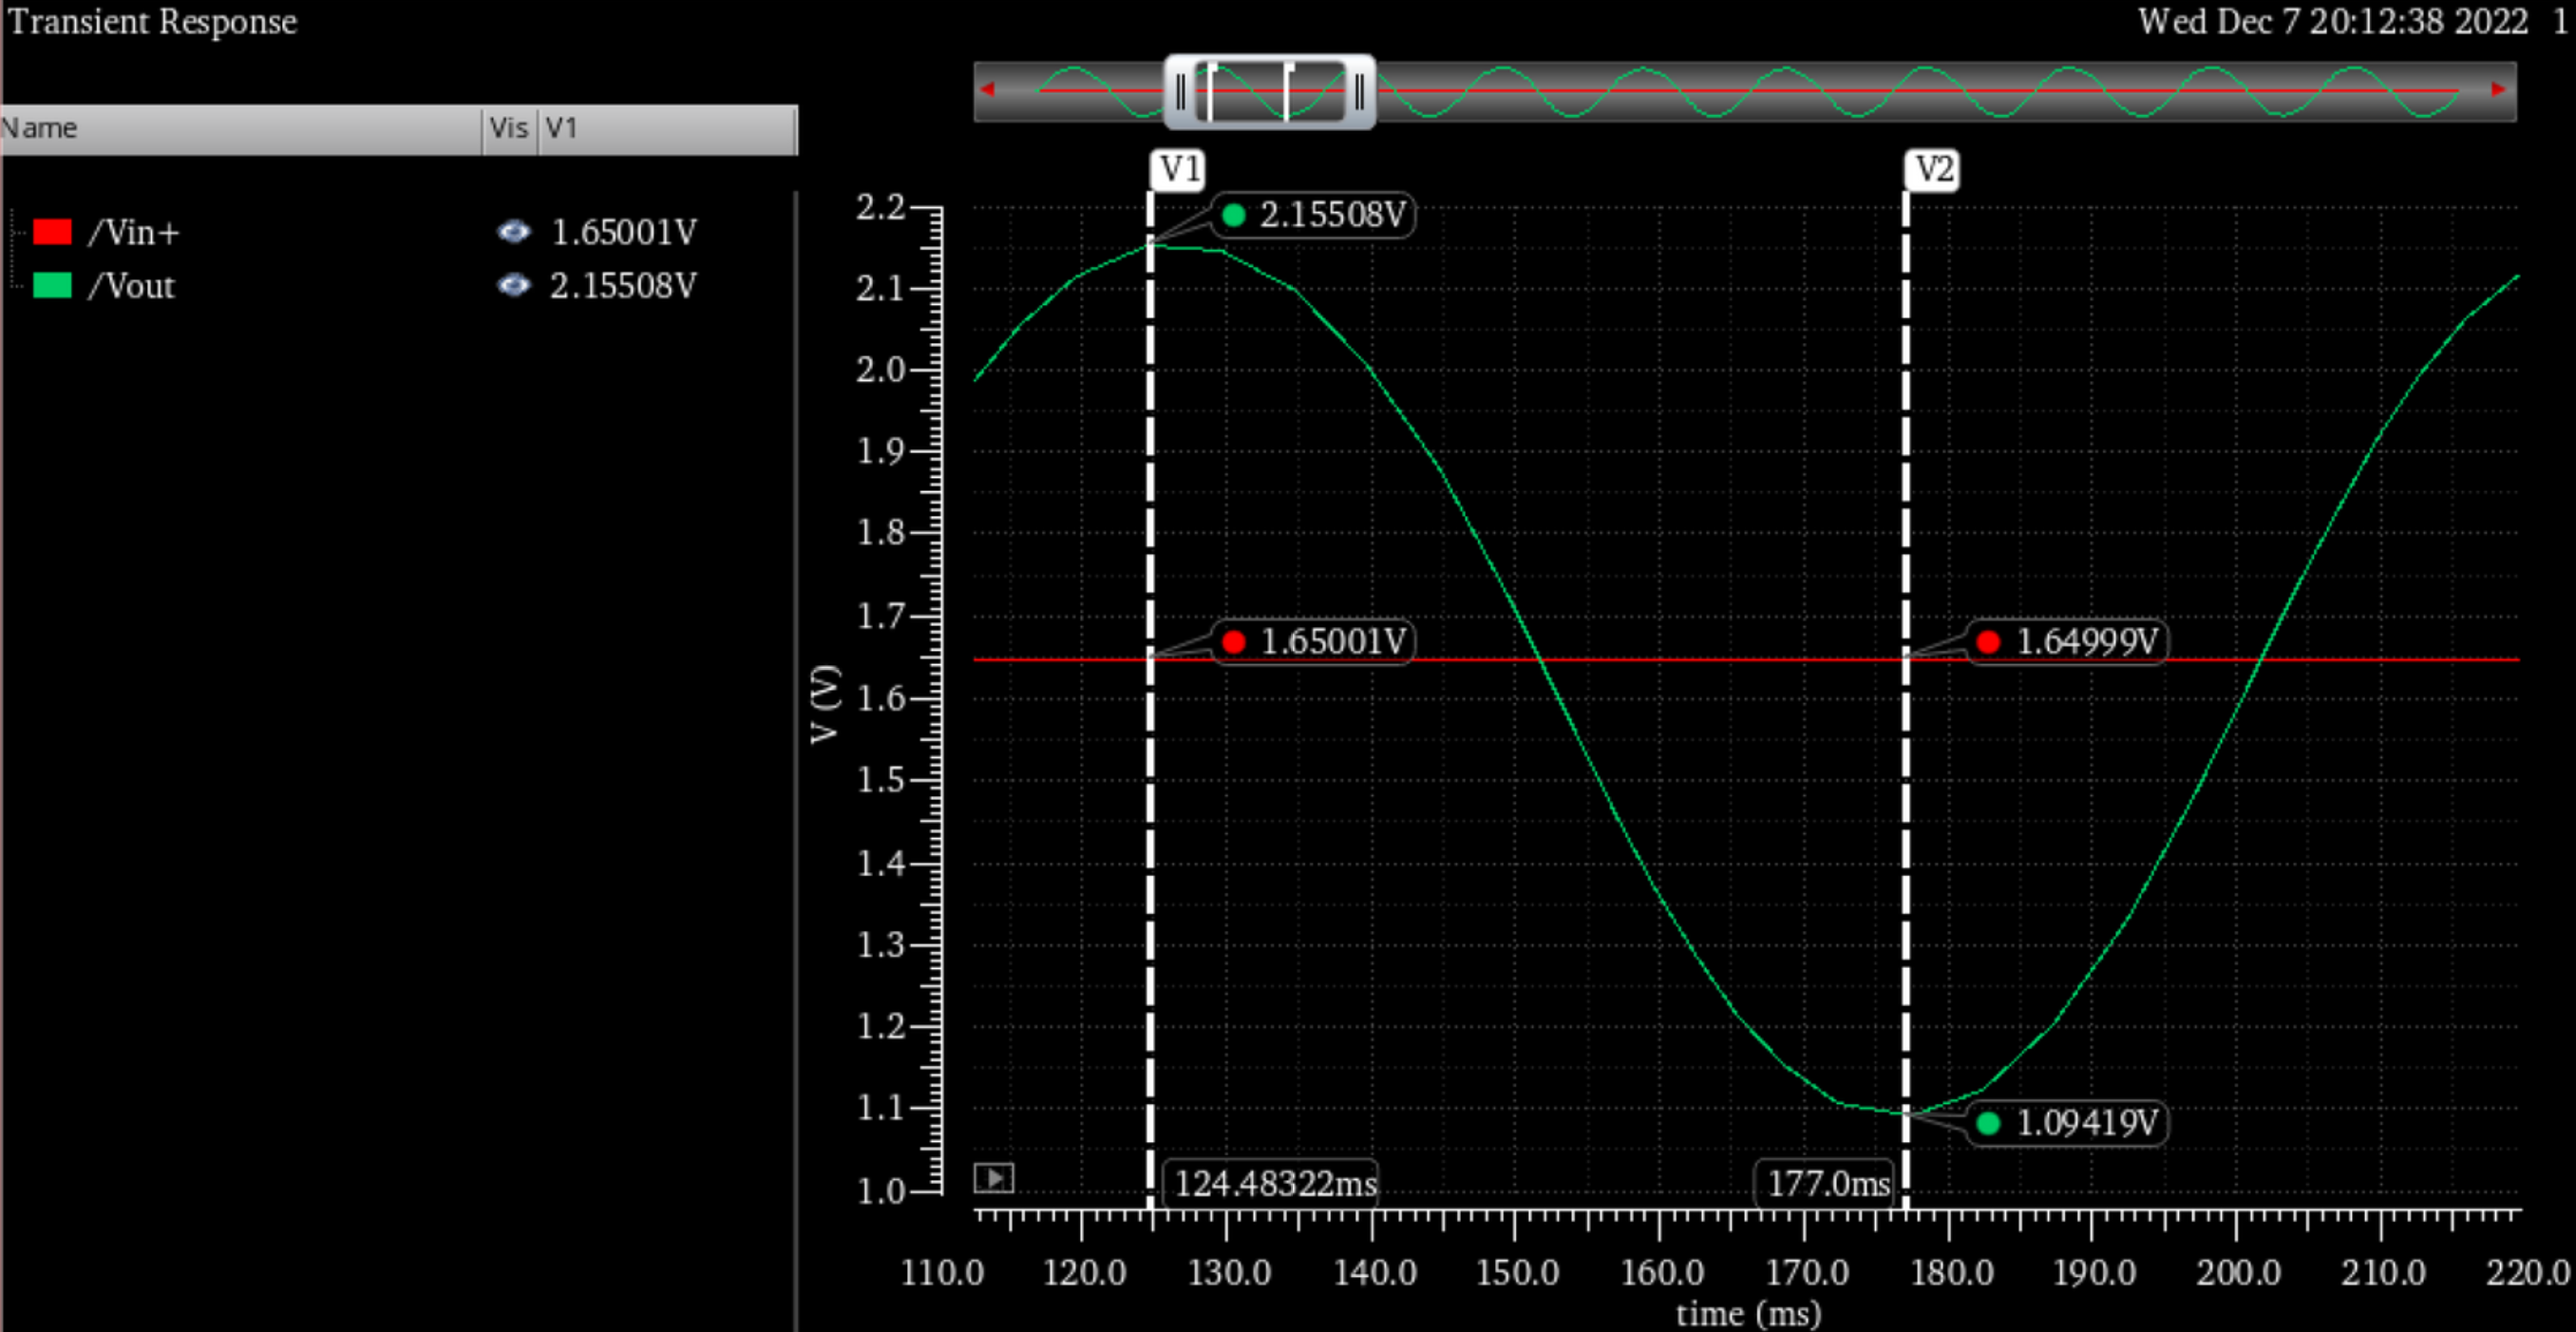 Transient Response
Wed Dec 7 20:12:38 2022 1
Name Vis V1
/Vin+ 1.65001V
/Vout 2.15508V
V1
V2
2.15508V
1.65001V
1.64999V
1.09419V
124.48322ms
177.0ms
V (V)
2.2
2.1
2.0
1.9
1.8
1.7
1.6
1.5
1.4
1.3
1.2
1.1
1.0
110.0 120.0 130.0 140.0 150.0 160.0 170.0 180.0 190.0 200.0 210.0 220.0
time (ms)